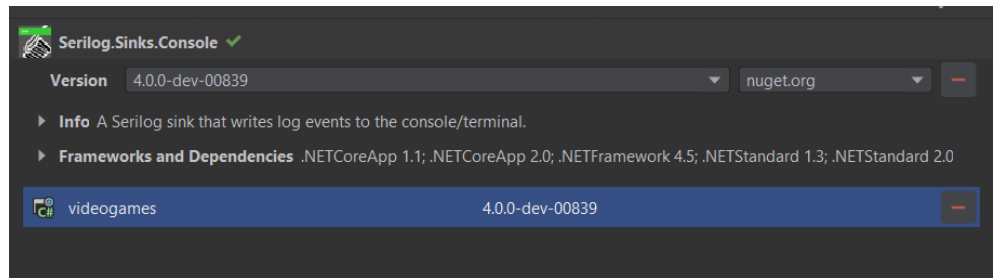 Serilog.Sinks.Console
Version 4.0.0-dev-00839 nuget.org
Info A Serilog sink that writes log events to the console/terminal.
Frameworks and Dependencies .NETCoreApp 1.1; .NETCoreApp 2.0; .NETFramework 4.5; .NETStandard 1.3; .NETStandard 2.0
C# videogames 4.0.0-dev-00839